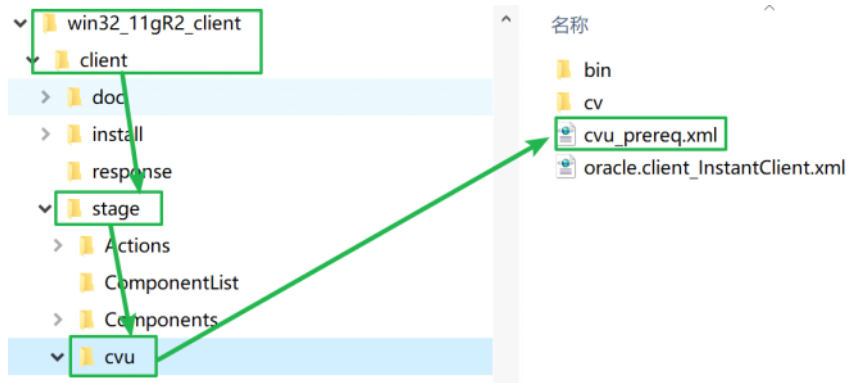 win32_11gR2_client
client
doc
install
response
stage
Actions
ComponentList
Components
cvu
名称
bin
cv
cvu_prereq.xml
oracle.client_InstantClient.xml